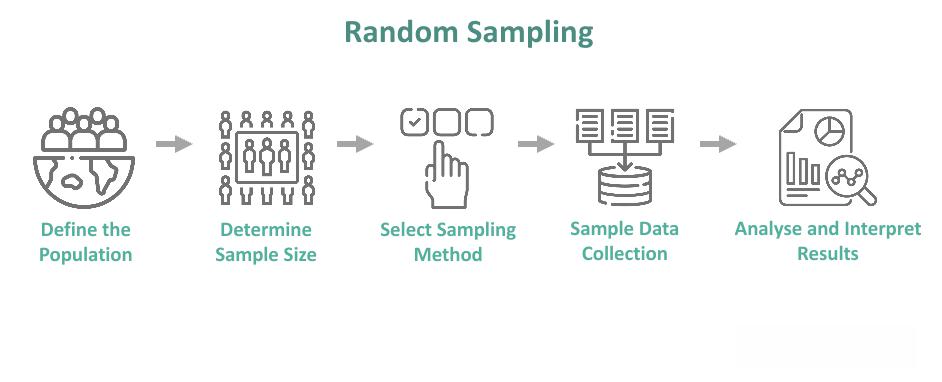 Random Sampling
Define the
Population
Determine
Sample Size
Select Sampling
Method
Sample Data
Collection
Analyse and Interpret
Results